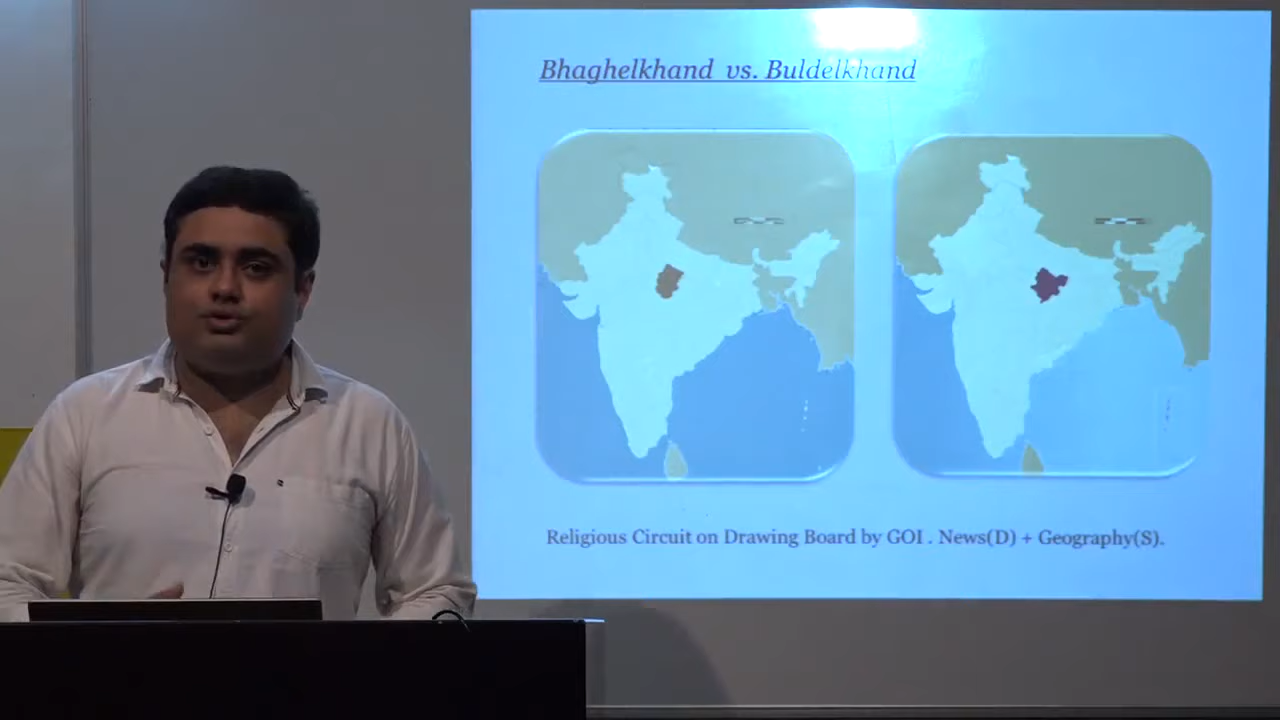 Bhaghelkhand vs. Buldelkhand
Religious Circuit on Drawing Board by GOI . News(D) + Geography(S).